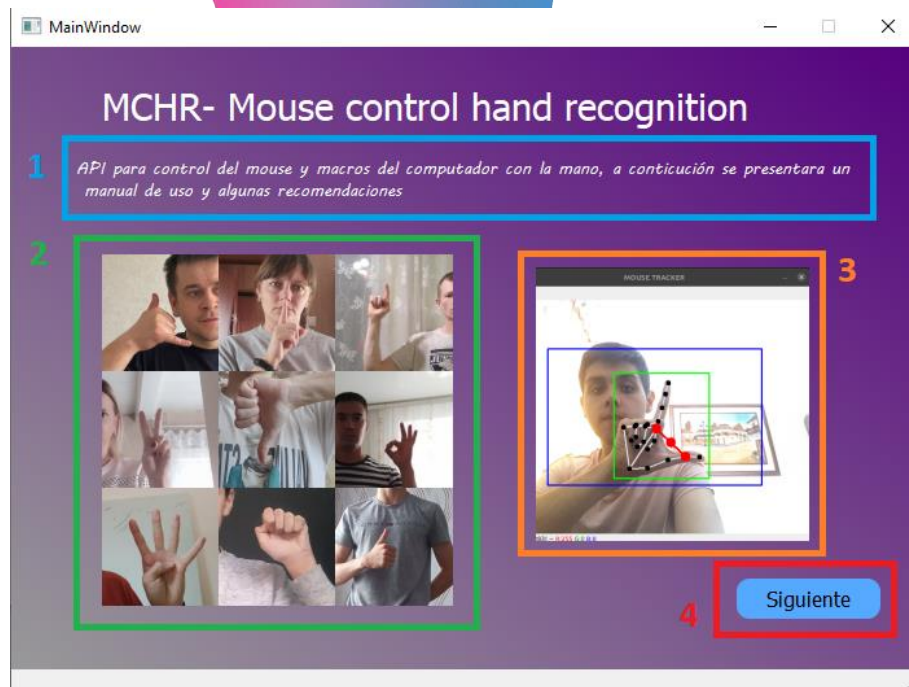 MainWindow
MCHR- Mouse control hand recognition
1
API para control del mouse y macros del computador con la mano, a conticución se presentara un
manual de uso y algunas recomendaciones
2
3
MOUSE TRACKER
4
Siguiente